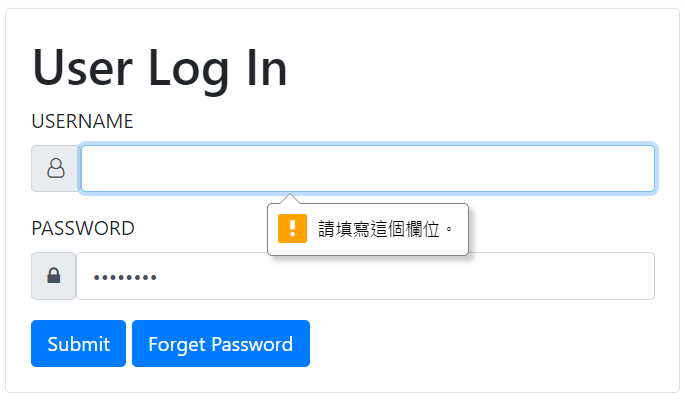 User Log In
USERNAME
請填寫這個欄位。
PASSWORD
••••••••
Submit Forget Password